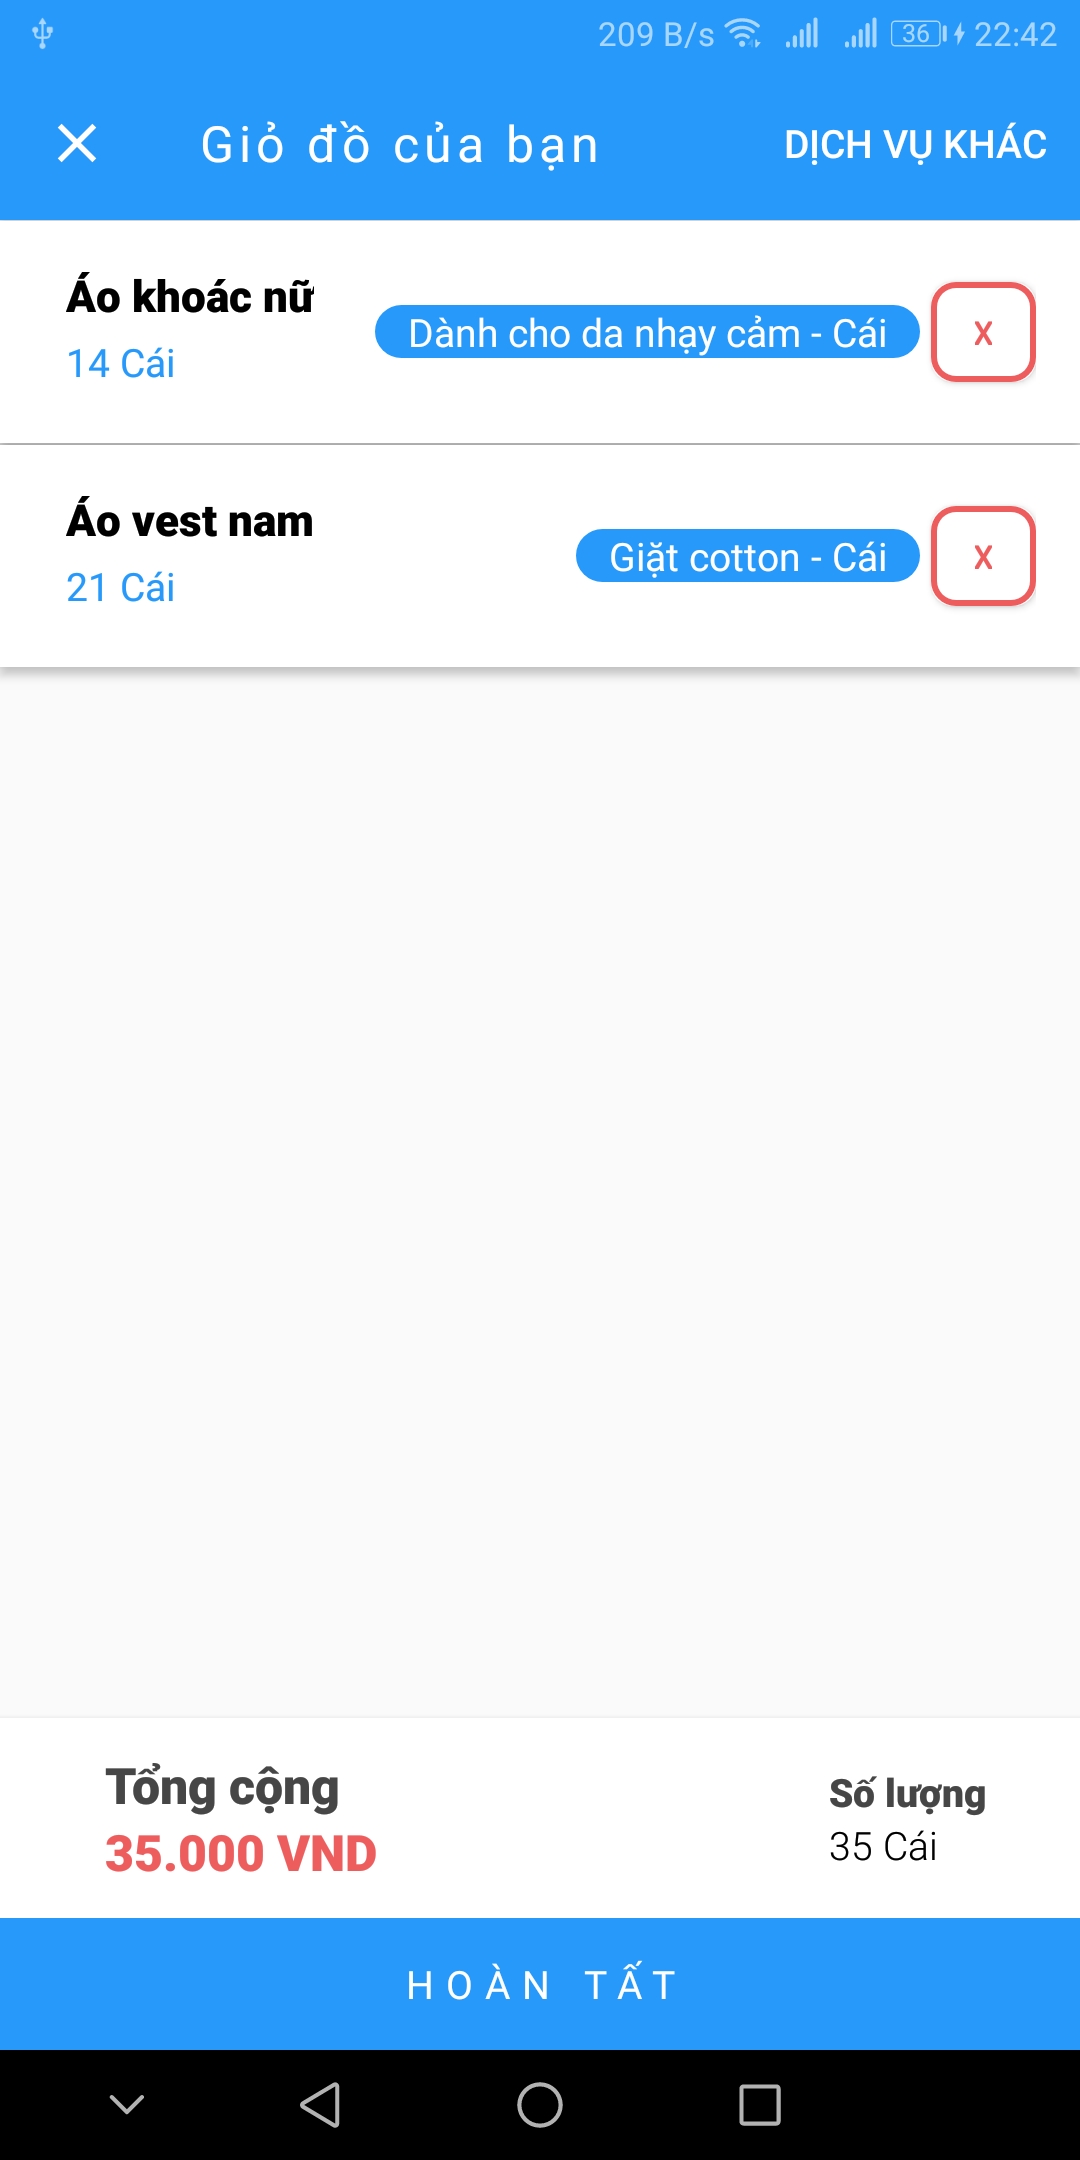 209 B/s 36 22:42
Giỏ đồ của bạn DỊCH VỤ KHÁC
Áo khoác nữ
Dành cho da nhạy cảm - Cái X
14 Cái
Áo vest nam
Giặt cotton - Cái X
21 Cái
Tổng cộng Số lượng
35.000 VND 35 Cái
HOÀN TẤT